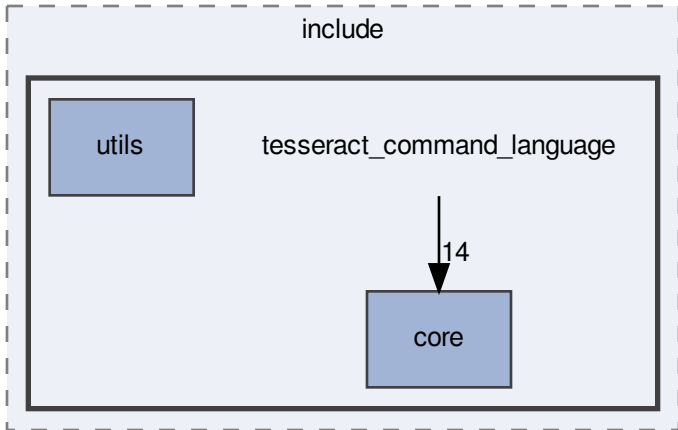 include
utils
tesseract_command_language
14
core